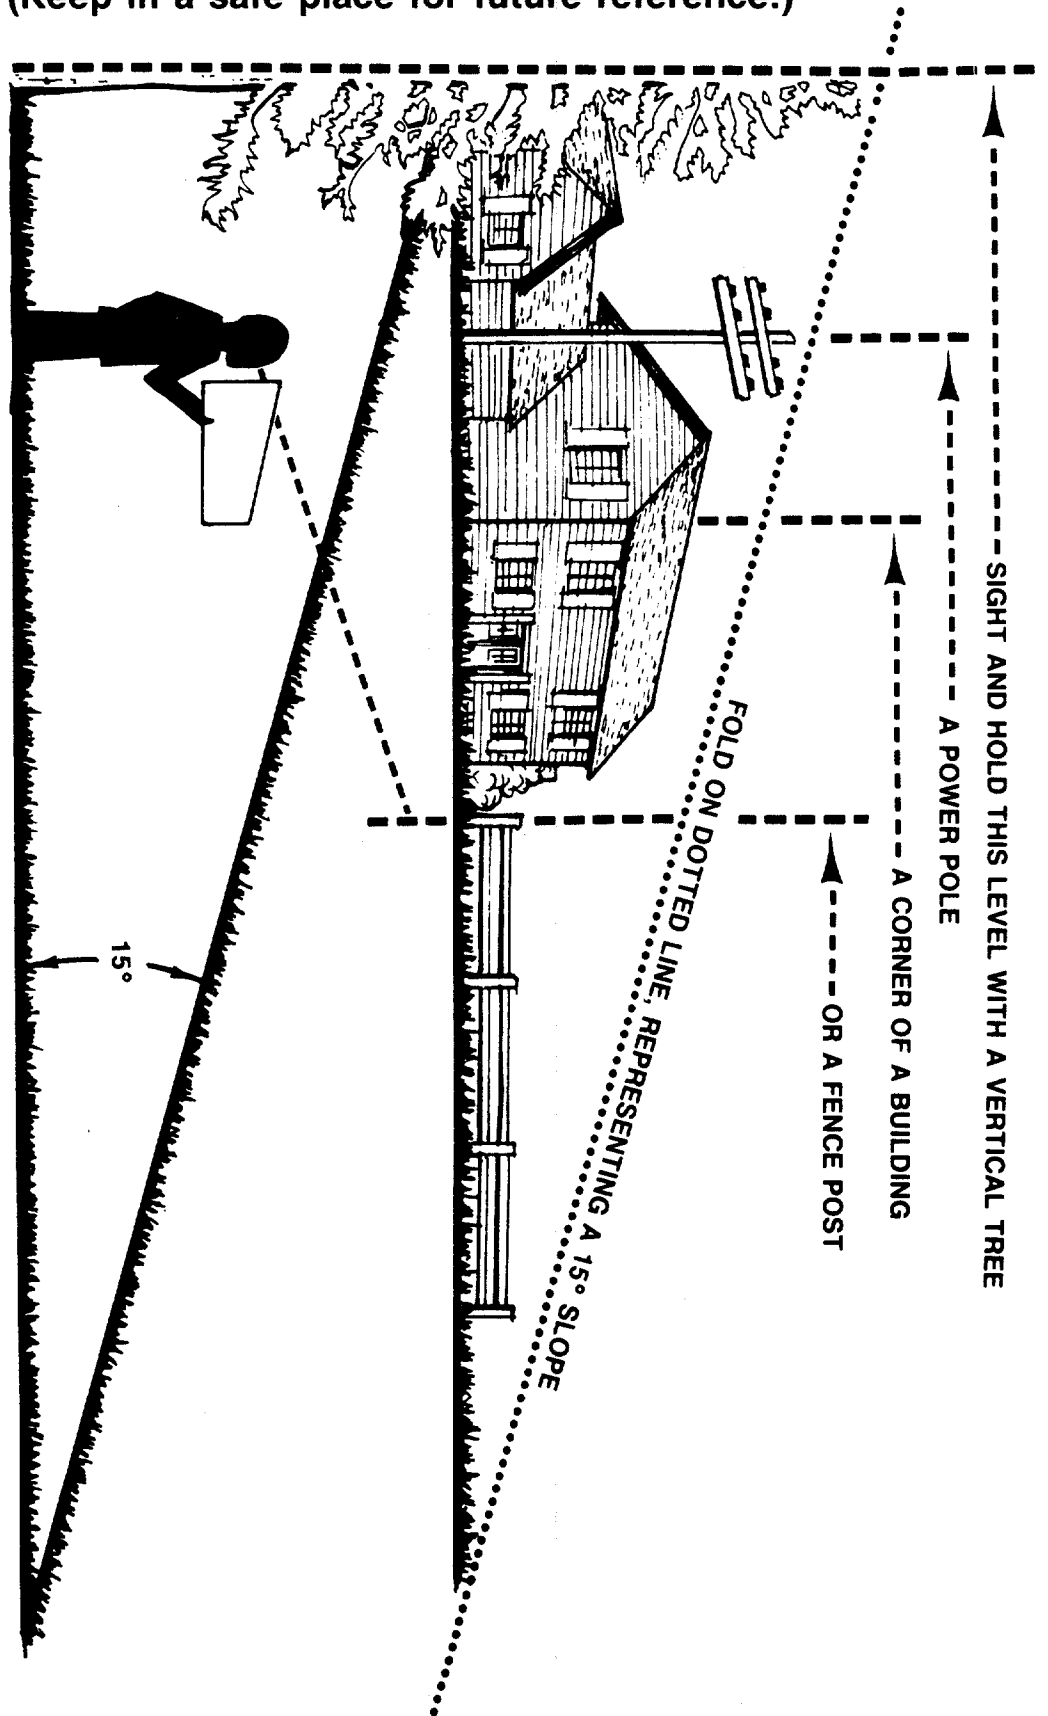 (Keep in a safe place for future reference.)
SIGHT AND HOLD THIS LEVEL WITH A VERTICAL TREE
A POWER POLE
A CORNER OF A BUILDING
OR A FENCE POST
FOLD ON DOTTED LINE, REPRESENTING A 15° SLOPE
15°